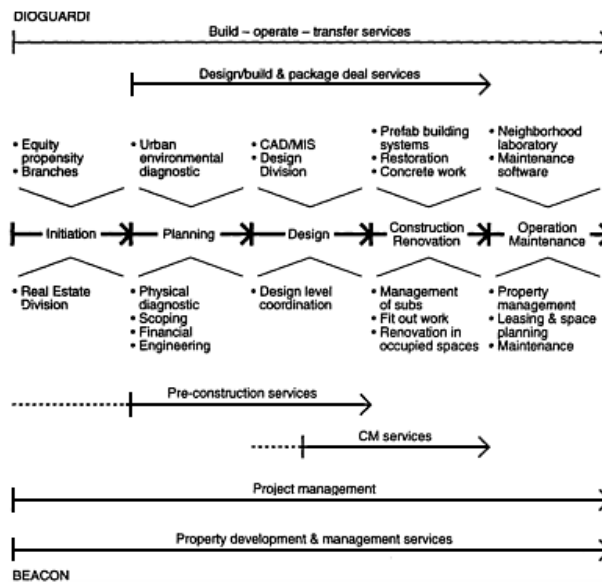 DIOGUARDI
Build – operate – transfer services
Design/build & package deal services
• Equity
propensity
• Branches
• Urban
environmental
diagnostic
• CAD/MIS
• Design
Division
• Prefab building
systems
• Restoration
• Concrete work
• Neighborhood
laboratory
• Maintenance
software
Initiation
Planning
Design
Construction
Renovation
Operation
Maintenance
• Real Estate
Division
• Physical
diagnostic
• Scoping
• Financial
• Engineering
• Design level
coordination
• Management
of subs
• Fit out work
• Renovation in
occupied spaces
• Property
management
• Leasing & space
planning
• Maintenance
Pre-construction services
CM services
Project management
Property development & management services
BEACON